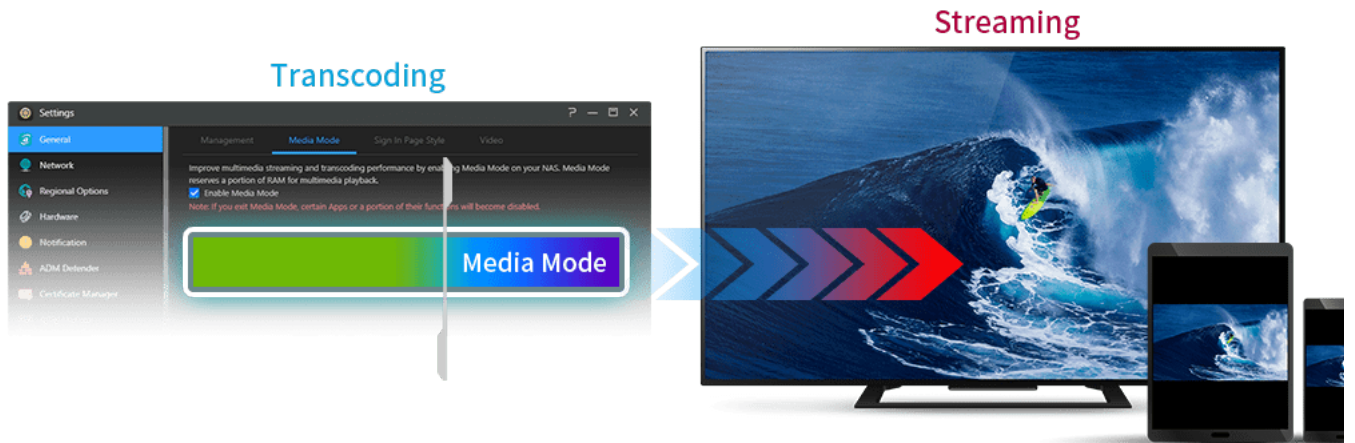 Streaming
Transcoding
Settings
General
Management
Media Mode
Sign In Page Style
Video
Network
Regional Options
Hardware
Notification
ADM Defender
Certificate Manager
Improve multimedia streaming and transcoding performance by enabling Media Mode on your NAS. Media Mode
reserves a portion of RAM for multimedia playback.
Enable Media Mode
Note: If you exit Media Mode, certain Apps or a portion of their functions will become disabled.
Media Mode